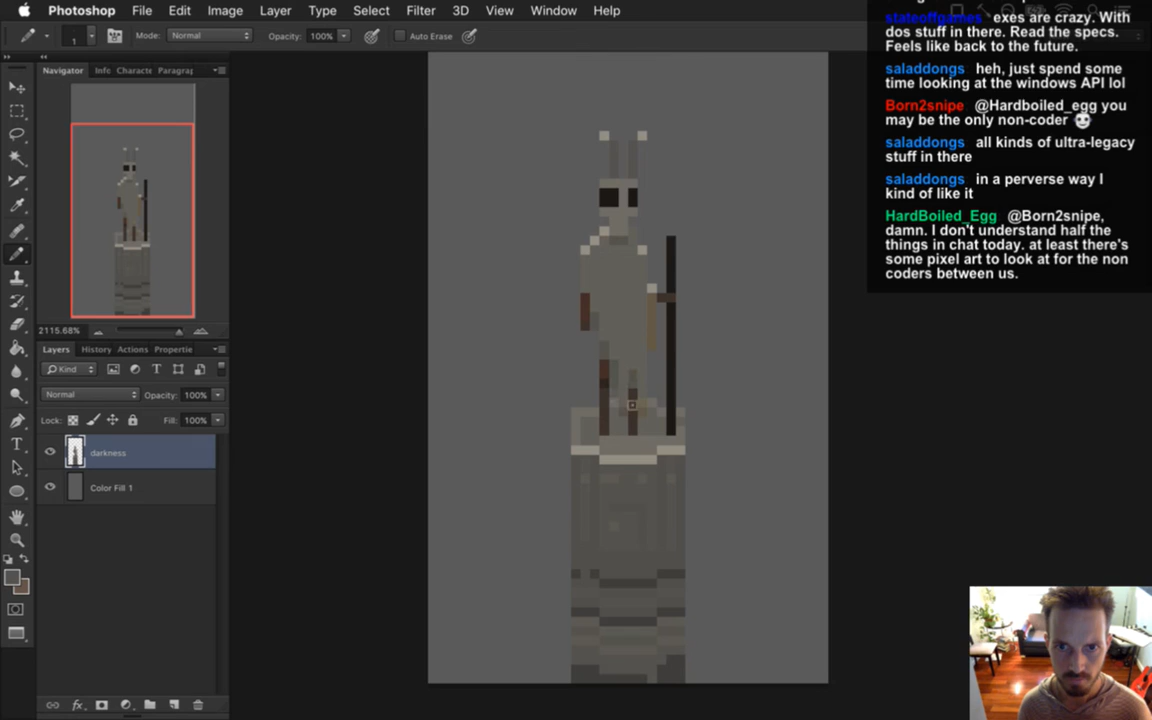 Photoshop File Edit Image Layer Type Select Filter 3D View Window Help
1 Mode: Normal Opacity: 100% Auto Erase
Navigator Info Characte Paragra
2115.68%
Layers History Actions Propertie
Kind
Normal Opacity: 100%
Lock: Fill: 100%
darkness
Color Fill 1
fx
stateoffgames exes are crazy. With
dos stuff in there. Read the specs.
Feels like back to the future.
saladdongs heh, just spend some
time looking at the windows API lol
Born2snipe @Hardboiled_egg you
may be the only non-coder
saladdongs all kinds of ultra-legacy
stuff in there
saladdongs in a perverse way I
kind of like it
HardBoiled_Egg @Born2snipe,
damn. I don't understand half the
things in chat today. at least there's
some pixel art to look at for the non
coders between us.